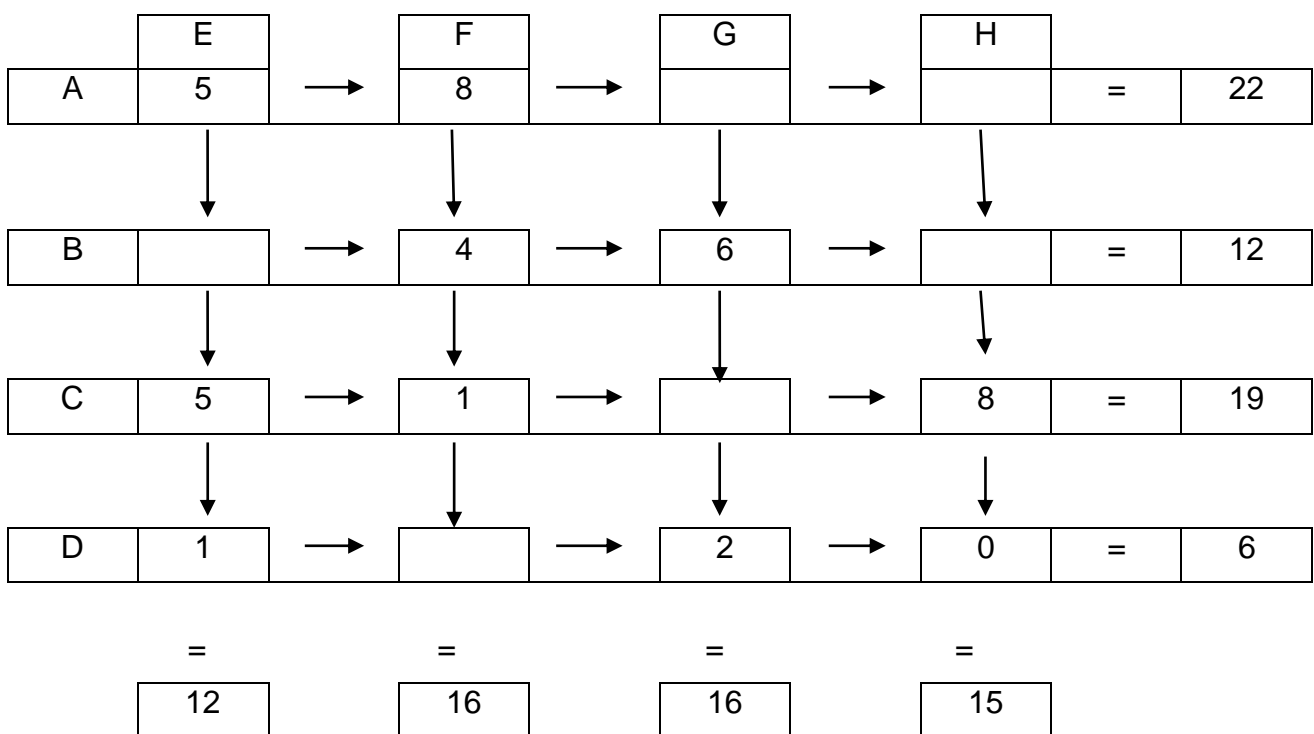 E F G H
A 5 8 = 22
B 4 6 = 12
C 5 1 8 = 19
D 1 2 0 = 6
= = = =
12 16 16 15